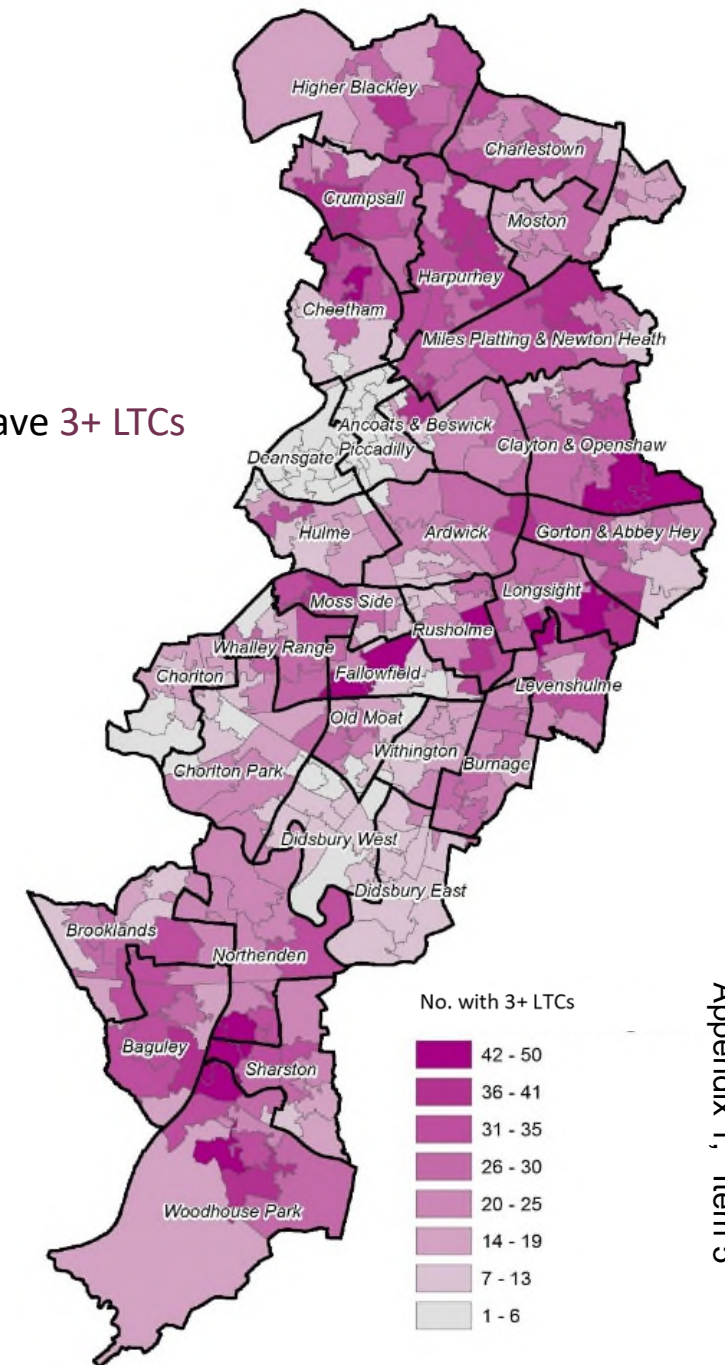 Higher Blackley
Charlestown
Crumpsall
Moston
Harpurhey
Cheetham
Miles Platting & Newton Heath
ave 3+ LTCs
Ancoats & Beswick
Piccadilly
Clayton & Openshaw
Deansgate
Hulme
Ardwick
Gorton & Abbey Hey
Longsight
Moss Side
Rusholme
Whalley Range
Chorlton
Fallowfield
Levenshulme
Old Moat
Withington
Burnage
Chorlton Park
Didsbury West
Didsbury East
Brooklands
Northenden
Baguley
Sharston
Woodhouse Park
No. with 3+ LTCs
42 - 50
36 - 41
31 - 35
26 - 30
20 - 25
14 - 19
7 - 13
1 - 6
Appendix 1, Item 5